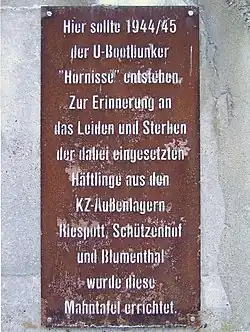 Hier sollte 1944/45
der U-Bootbunker
"Hornisse" entstehen.
Zur Erinnerung an
das Leiden und Sterben
der dabei eingesetzten
Häftlinge aus den
KZ-Außenlagern
Riespott, Schützenhof
und Blumenthal
wurde diese
Mahntafel errichtet.